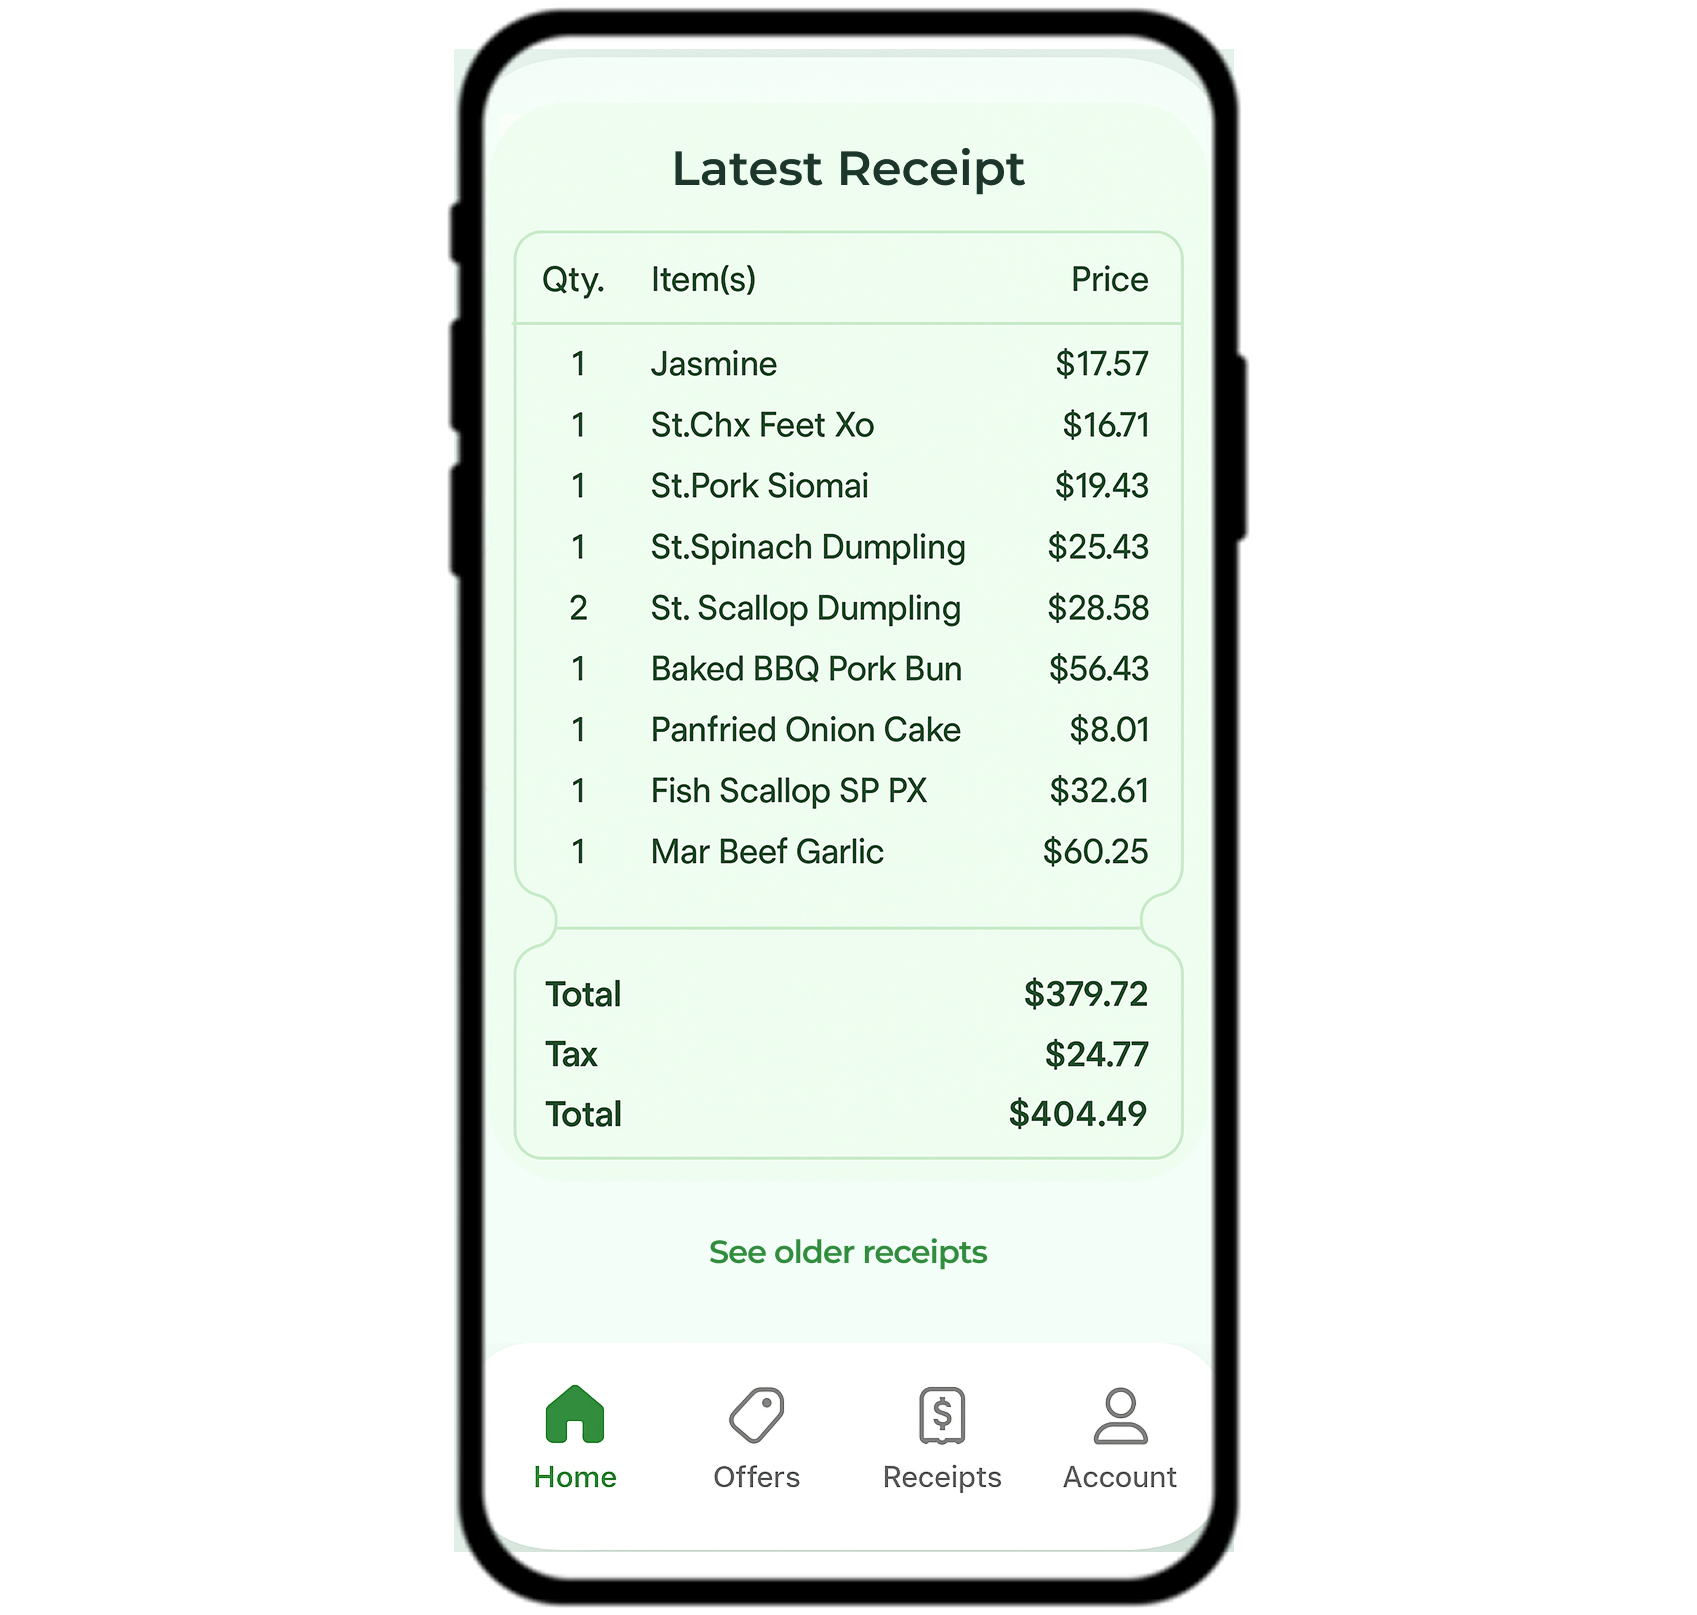 Latest Receipt
Qty. Item(s) Price
1 Jasmine $17.57
1 St.Chx Feet Xo $16.71
1 St.Pork Siomai $19.43
1 St.Spinach Dumpling $25.43
2 St. Scallop Dumpling $28.58
1 Baked BBQ Pork Bun $56.43
1 Panfried Onion Cake $8.01
1 Fish Scallop SP PX $32.61
1 Mar Beef Garlic $60.25
Total $379.72
Tax $24.77
Total $404.49
See older receipts
$
Home Offers Receipts Account